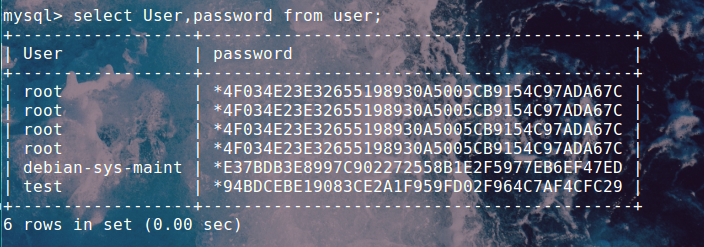 mysql> select User,password from user;
+------------------+-------------------------------------------+
| User             | password                                  |
+------------------+-------------------------------------------+
| root             | *4F034E23E32655198930A5005CB9154C97ADA67C |
| root             | *4F034E23E32655198930A5005CB9154C97ADA67C |
| root             | *4F034E23E32655198930A5005CB9154C97ADA67C |
| root             | *4F034E23E32655198930A5005CB9154C97ADA67C |
| debian-sys-maint | *E37BDB3E8997C902272558B1E2F5977EB6EF47ED |
| test             | *94BDCEBE19083CE2A1F959FD02F964C7AF4CFC29 |
+------------------+-------------------------------------------+
6 rows in set (0.00 sec)